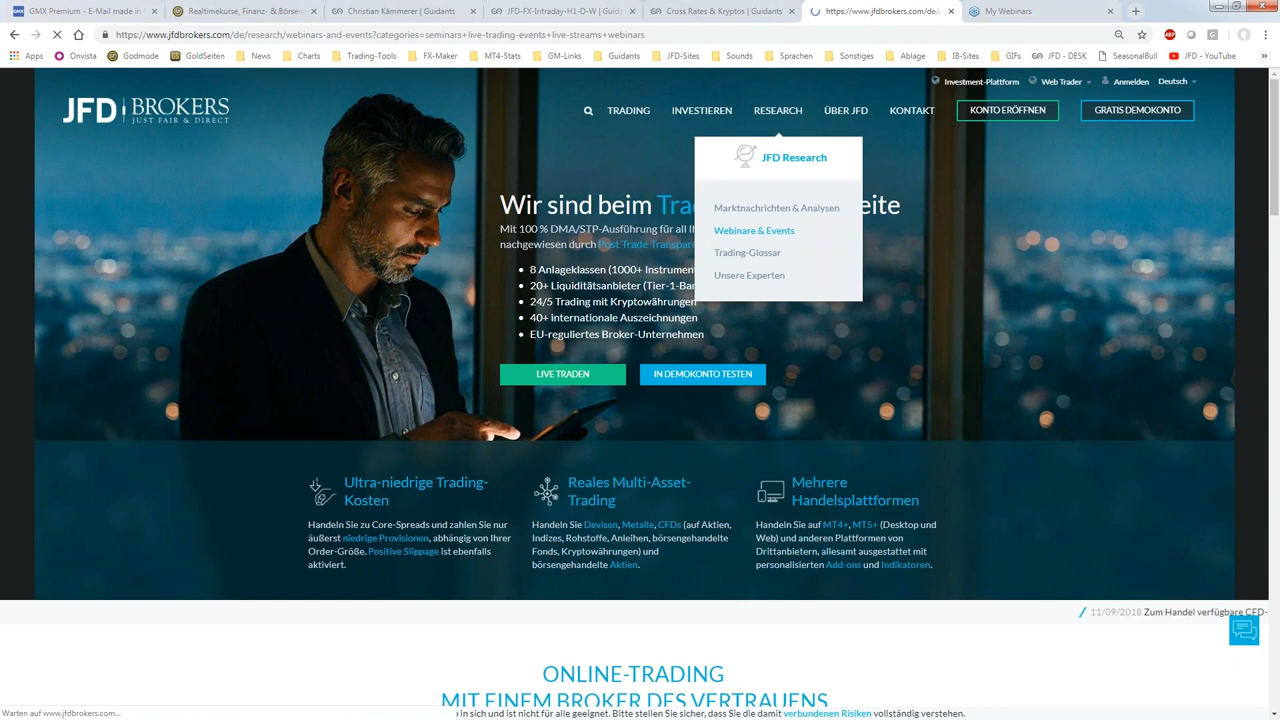 GMX Premium - E-Mail made in
Realtimekurse, Finanz- & Börsen
Christian Kämmerer | Guidants
JFD-FX-Intraday-H1-D-W | Guid
Cross Rates & Kryptos | Guidants
https://www.jfdbrokers.com/de/
My Webinars
https://www.jfdbrokers.com/de/research/webinars-and-events?categories=seminars+live-trading-events+live-streams+webinars
Apps
Onvista
Godmode
GoldSeiten
News
Charts
Trading-Tools
FX-Maker
MT4-Stats
GM-Links
Guidants
JFD-Sites
Sounds
Sprachen
Sonstiges
Ablage
IB-Sites
GIFs
JFD - DESK
SeasonalBull
JFD - YouTube
Investment-Plattform
Web Trader
Anmelden
Deutsch
JFD BROKERS
JUST FAIR & DIRECT
TRADING
INVESTIEREN
RESEARCH
ÜBER JFD
KONTAKT
KONTO ERÖFFNEN
GRATIS DEMOKONTO
JFD Research
Marktnachrichten & Analysen
Webinare & Events
Trading-Glossar
Unsere Experten
Wir sind beim Tra eite
Mit 100 % DMA/STP-Ausführung für all Ih
nachgewiesen durch Post Trade Transpare
• 8 Anlageklassen (1000+ Instrument
• 20+ Liquiditätsanbieter (Tier-1-Ban
• 24/5 Trading mit Kryptowährungen
• 40+ internationale Auszeichnungen
• EU-reguliertes Broker-Unternehmen
LIVE TRADEN
IN DEMOKONTO TESTEN
Ultra-niedrige Trading-
Kosten
Handeln Sie zu Core-Spreads und zahlen Sie nur
äußerst niedrige Provisionen, abhängig von Ihrer
Order-Größe. Positive Slippage ist ebenfalls
aktiviert.
Reales Multi-Asset-
Trading
Handeln Sie Devisen, Metalle, CFDs (auf Aktien,
Indizes, Rohstoffe, Anleihen, börsengehandelte
Fonds, Kryptowährungen) und
börsengehandelte Aktien.
Mehrere
Handelsplattformen
Handeln Sie auf MT4+, MT5+ (Desktop und
Web) und anderen Plattformen von
Drittanbietern, allesamt ausgestattet mit
personalisierten Add-ons und Indikatoren.
11/09/2018 Zum Handel verfügbare CFD-
ONLINE-TRADING
MIT EINEM BROKER DES VERTRAUENS
Warten auf www.jfdbrokers.com...
in sich und ist nicht für alle geeignet. Bitte stellen Sie sicher, dass Sie die damit verbundenen Risiken vollständig verstehen.